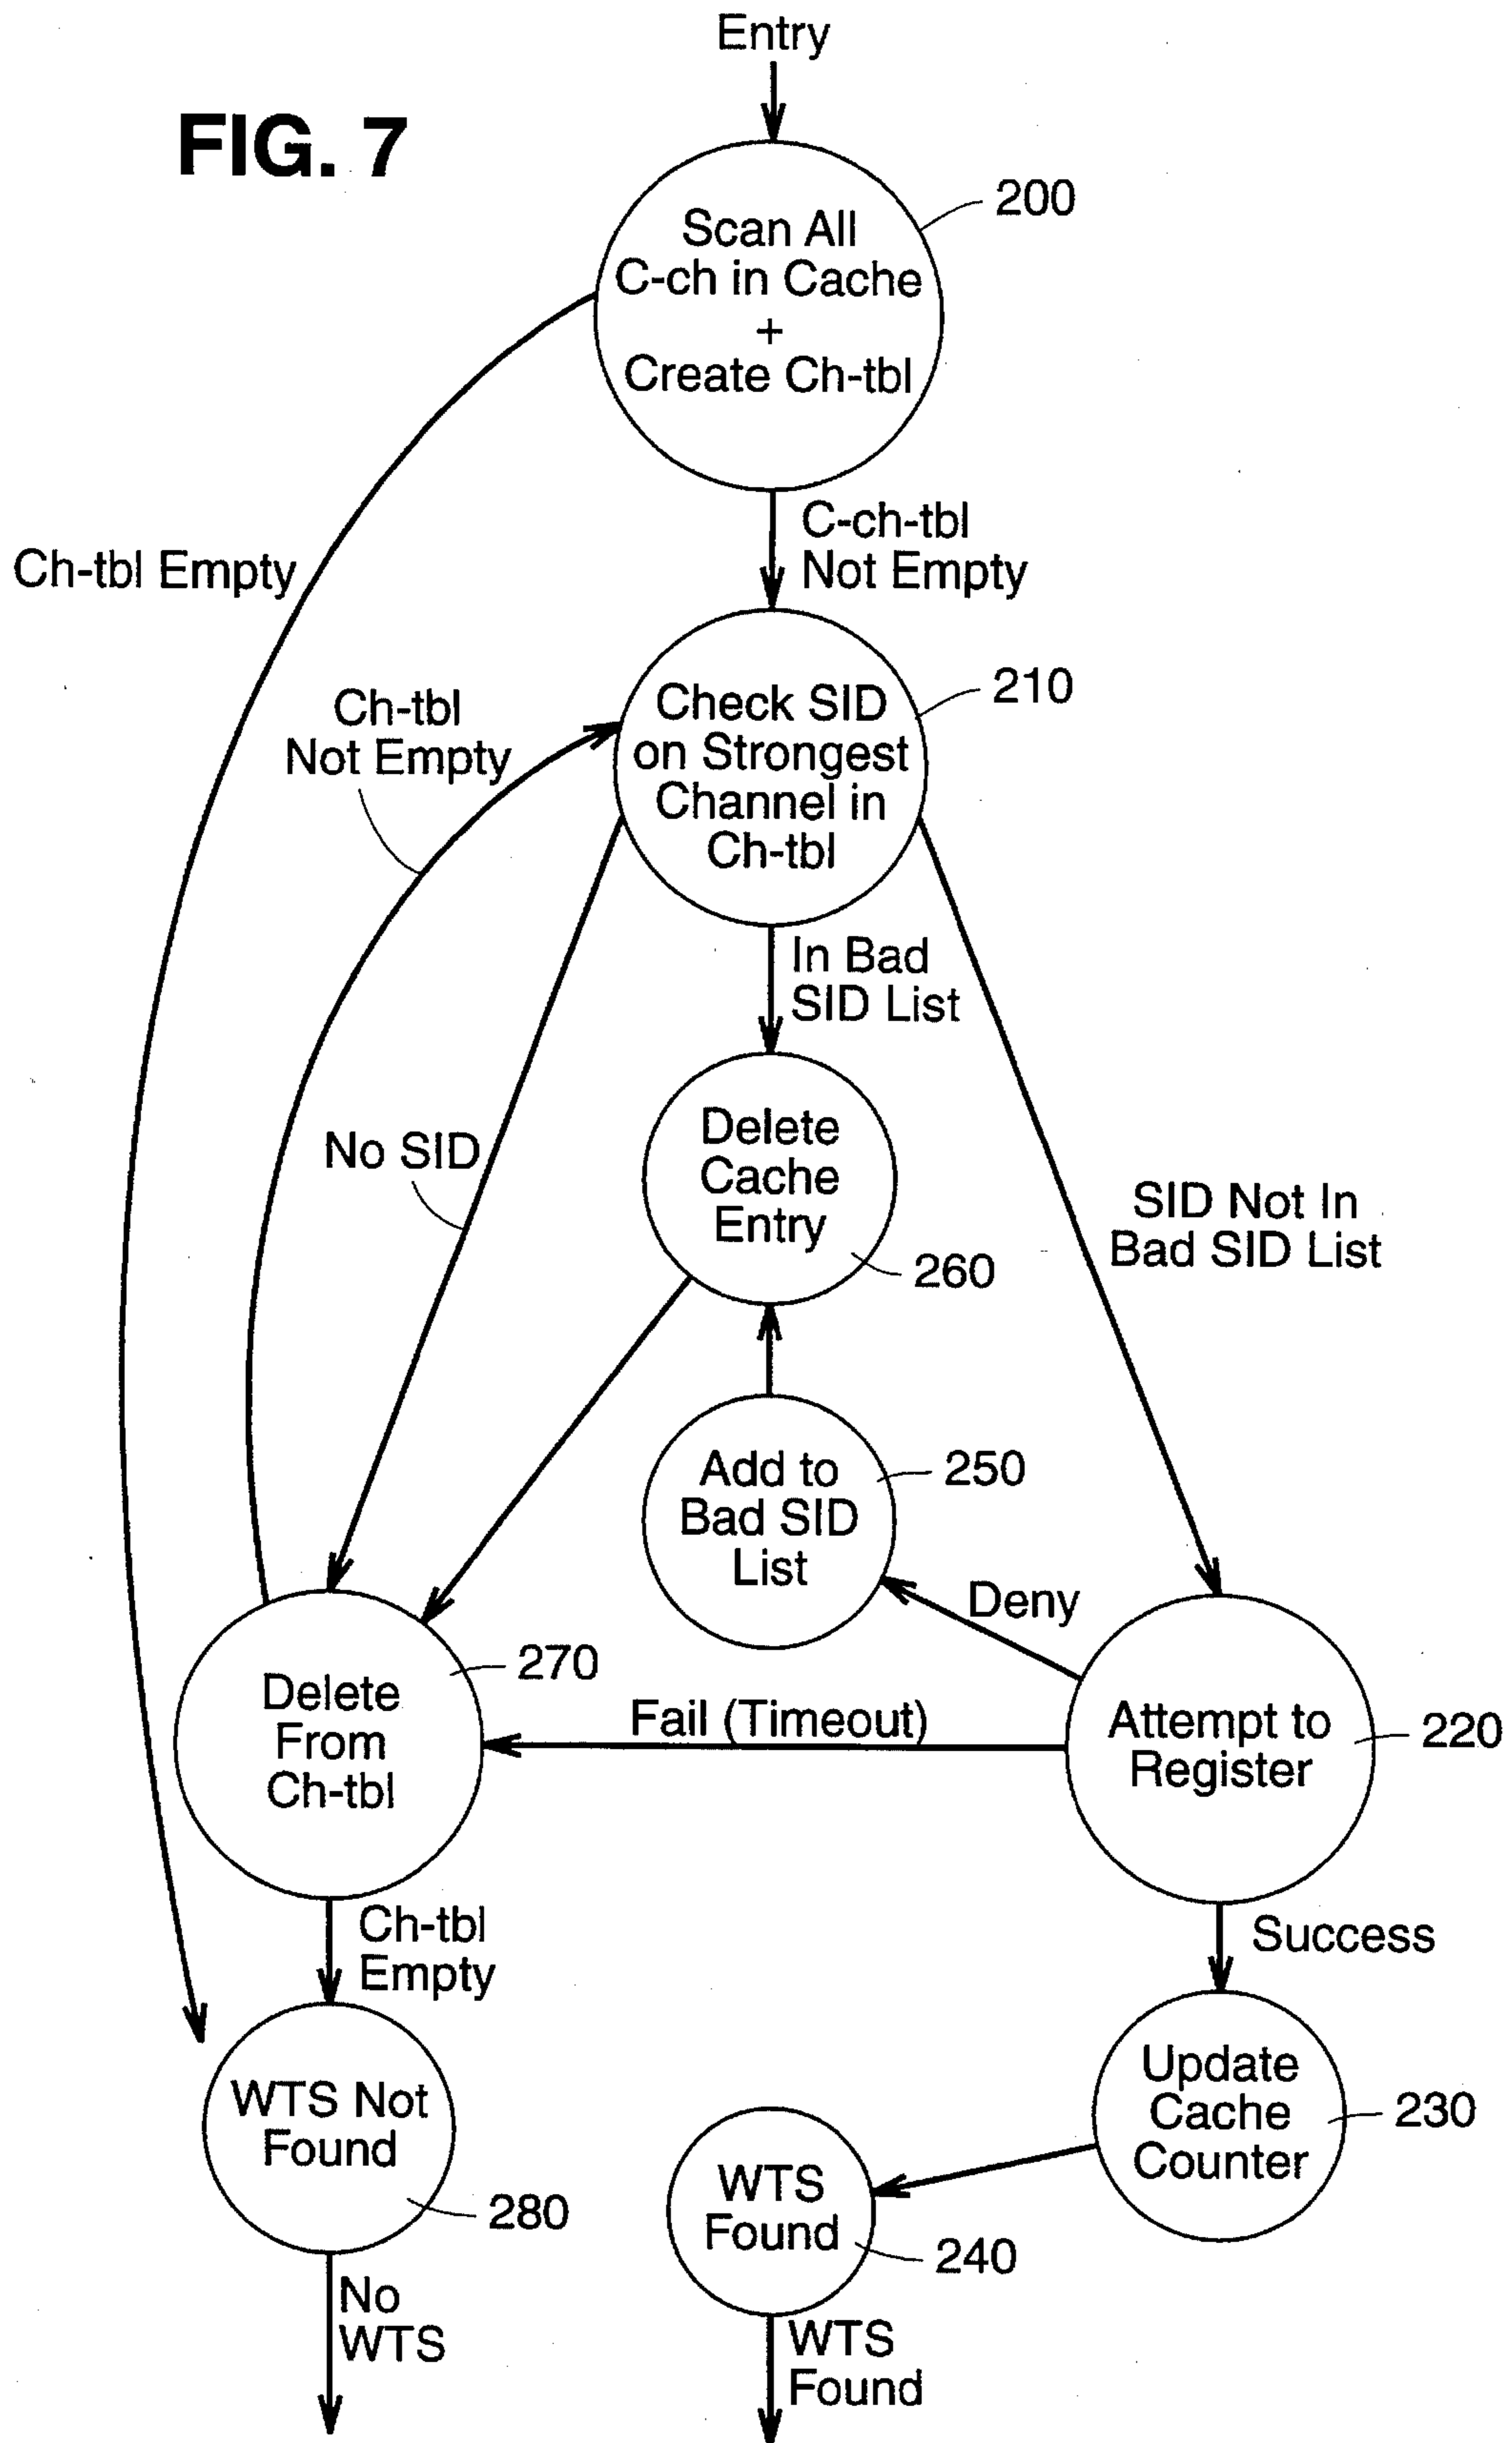 Entry
FIG. 7
200
Scan All
C-ch in Cache
+
Create Ch-tbl
C-ch-tbl
Not Empty
Ch-tbl Empty
210
Check SID
on Strongest
Channel in
Ch-tbl
Ch-tbl
Not Empty
In Bad
SID List
Delete
Cache
Entry
260
No SID
SID Not In
Bad SID List
Add to
Bad SID
List
250
Deny
270
Delete
From
Ch-tbl
Fail (Timeout)
Attempt to
Register
220
Ch-tbl
Empty
Success
WTS Not
Found
280
Update
Cache
Counter
230
WTS
Found
240
No
WTS
WTS
Found